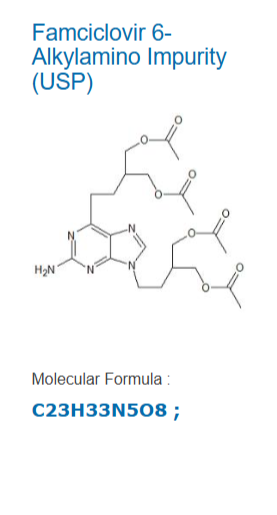 Famciclovir 6-
Alkylamino Impurity
(USP)
O
O
O
O
O
N
N
O
H₂N
N
N
O
O
Molecular Formula :
C23H33N5O8 ;